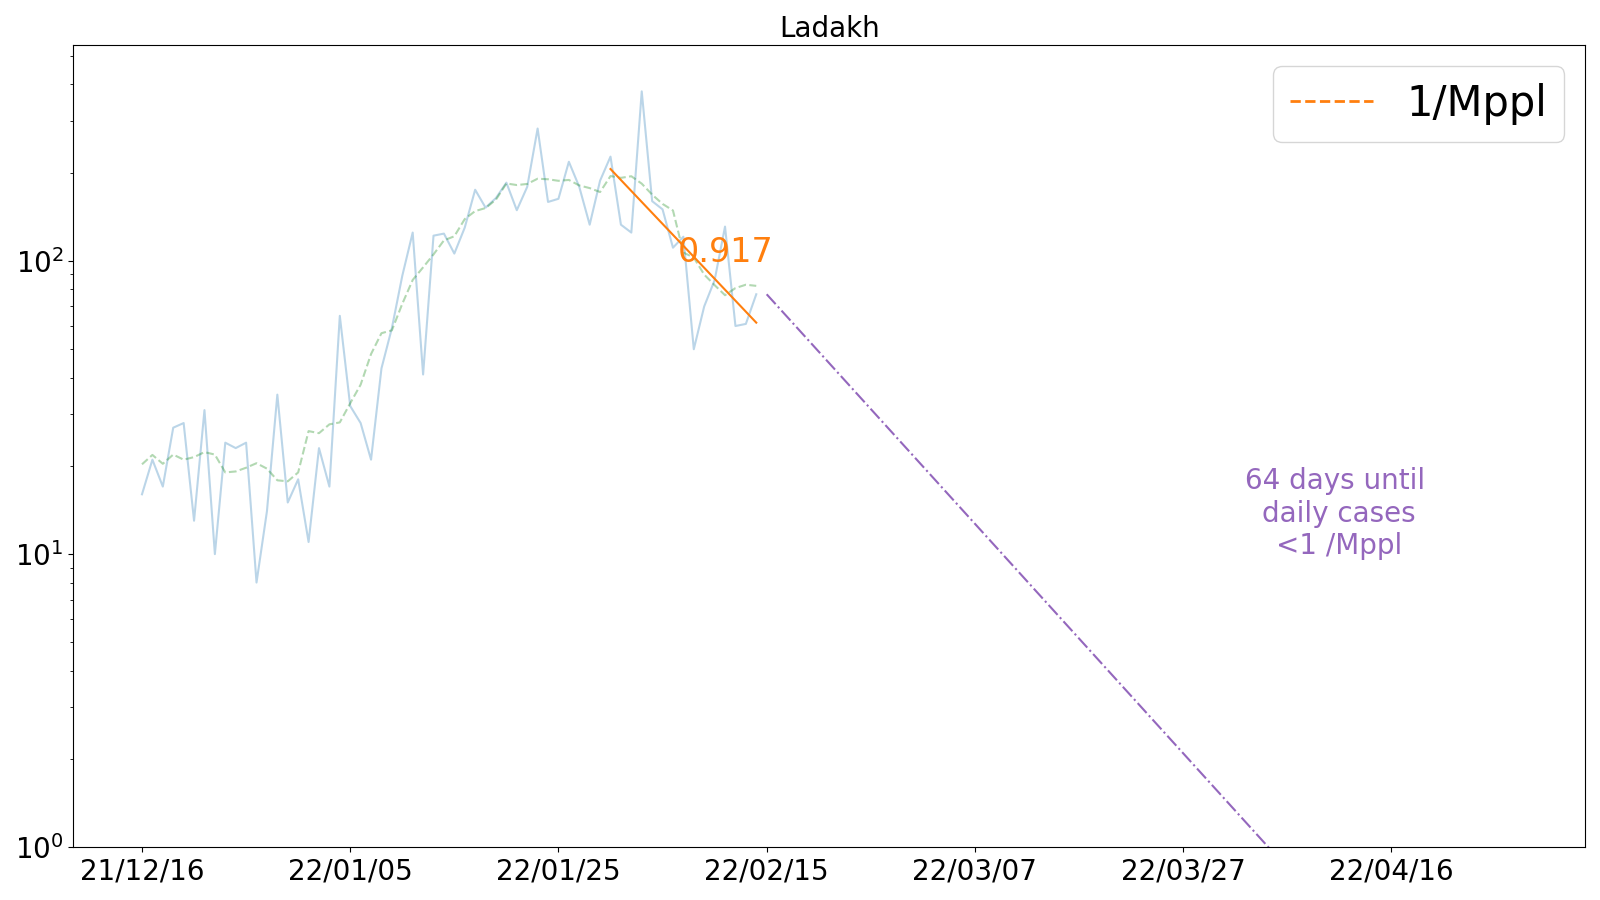 Ladakh
1/Mppl
0.917
10²
64 days until
daily cases
<1 /Mppl
10¹
10⁰
21/12/16 22/01/05 22/01/25 22/02/15 22/03/07 22/03/27 22/04/16